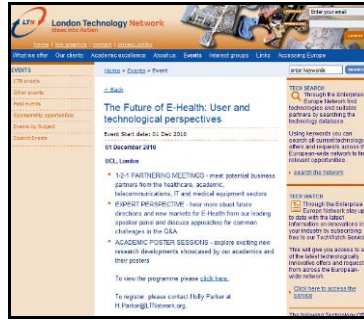 LTN
London Technology Network
Ideas into Action
Enter your email
home | ltn practice | contact | privacy policy
What we offer Our clients Academic excellence About us Events Interest groups Links Accessing Europe
EVENTS
LTN events
Other events
Past events
Sponsorship opportunities
Events by Subject
Search Events
Home » Events » Event
« Back
The Future of E-Health: User and
technological perspectives
Event Start date: 01 Dec 2010
01 December 2010
UCL, London
1-2-1 PARTNERING MEETINGS - meet potential business
partners from the healthcare, academic,
telecommunications, IT and medical equipment sectors
EXPERT PERSPECTIVE - hear more about future
directions and new markets for E-Health from our leading
speaker panel and discuss approaches for common
challenges in the Q&A
ACADEMIC POSTER SESSIONS - explore exciting new
research developments showcased by our academics and
their posters
To view the programme please click here.
To register, please contact Holly Parker at
H.Parker@LTNetwork.org.
enter keywords
TECH SEARCH
Through the Enterprise
Europe Network find
technologies and suitable
partners by searching the
technology database
Using keywords you can
search all current technology
offers and requests across the
European-wide network to find
relevant opportunities.
search the network
TECH WATCH
Through the Enterprise
Europe Network stay up
to date with the latest
information on innovations in
your industry by subscribing
free to our TechWatch Service
This will give you access to all
of the latest technologically
innovative offers and requests
from across the European-
wide network.
Click here to access the
service
The following Technology